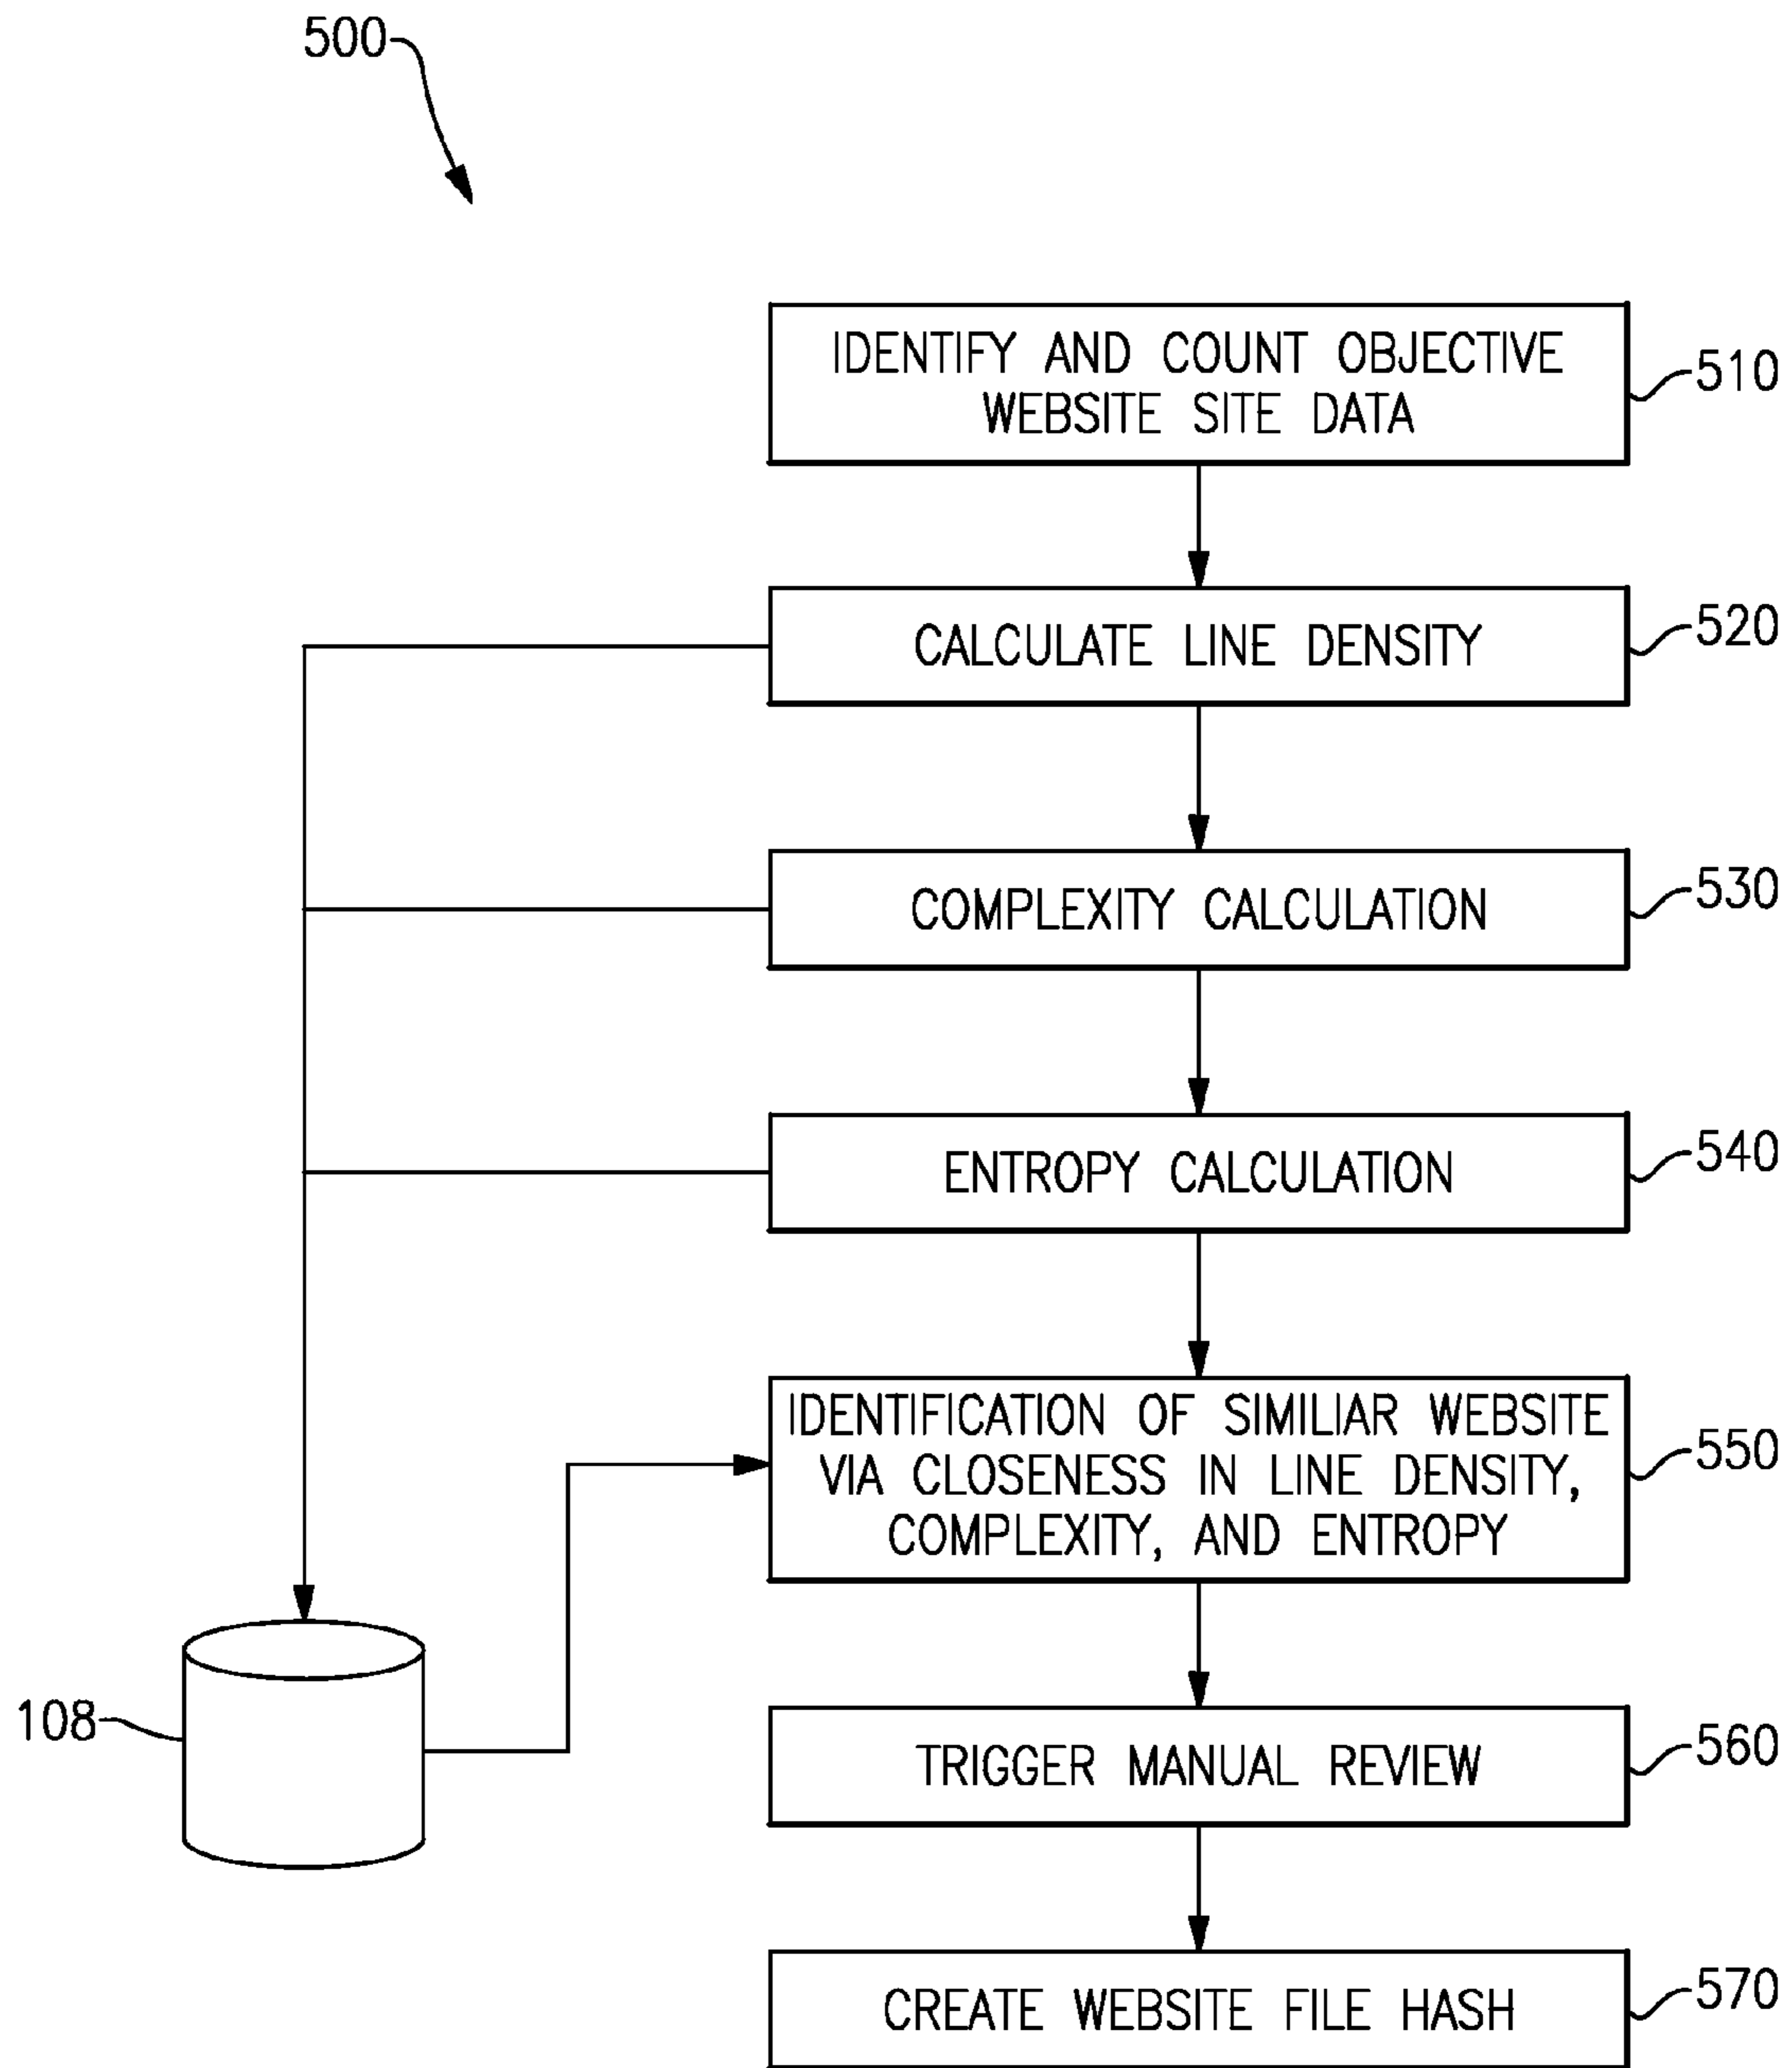 500
IDENTIFY AND COUNT OBJECTIVE
WEBSITE SITE DATA
510
CALCULATE LINE DENSITY
520
COMPLEXITY CALCULATION
530
ENTROPY CALCULATION
540
IDENTIFICATION OF SIMILIAR WEBSITE
VIA CLOSENESS IN LINE DENSITY,
COMPLEXITY, AND ENTROPY
550
108
TRIGGER MANUAL REVIEW
560
CREATE WEBSITE FILE HASH
570